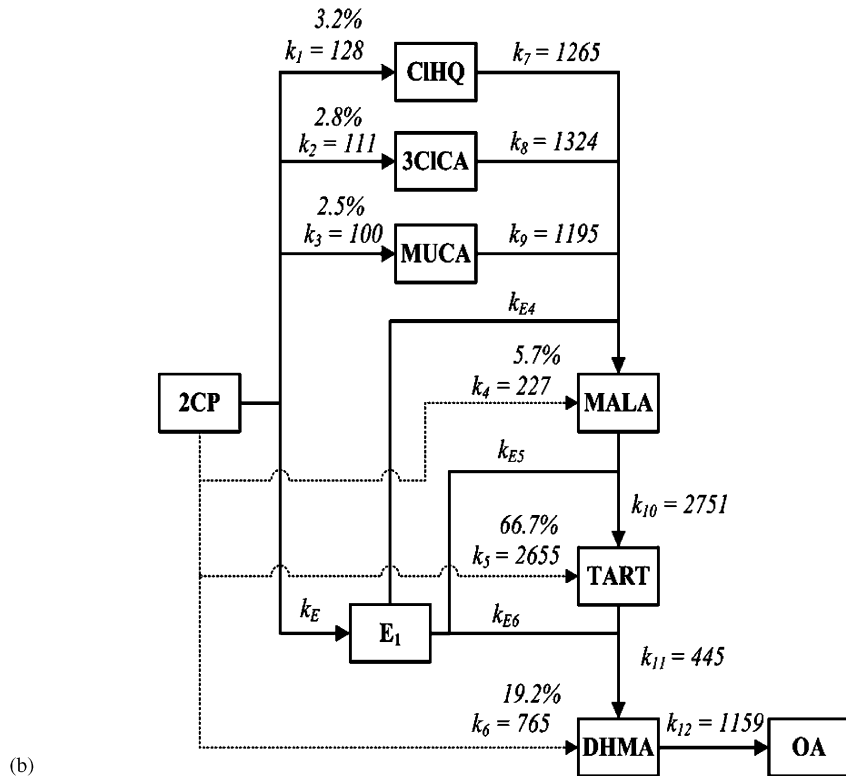 3.2%
k1 = 128
ClHQ
k7 = 1265
2.8%
k2 = 111
3ClCA
k8 = 1324
2.5%
k3 = 100
MUCA
k9 = 1195
kE4
5.7%
k4 = 227
2CP
MALA
kE5
k10 = 2751
66.7%
k5 = 2655
TART
kE
E1
kE6
k11 = 445
19.2%
k6 = 765
DHMA
k12 = 1159
OA
(b)